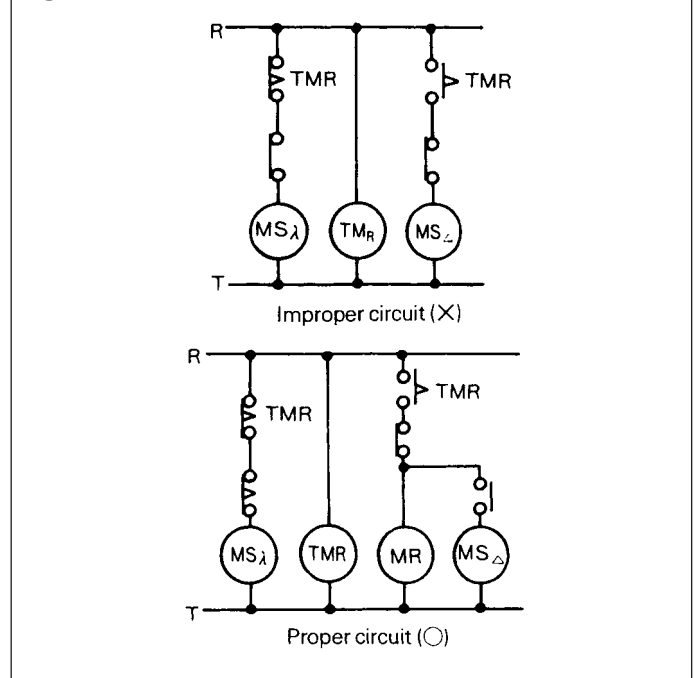 R
TMR
TMR
MSλ
TMR
MS△
T
Improper circuit (×)
R
TMR
TMR
MSλ
TMR
MR
MS△
T
Proper circuit (○)